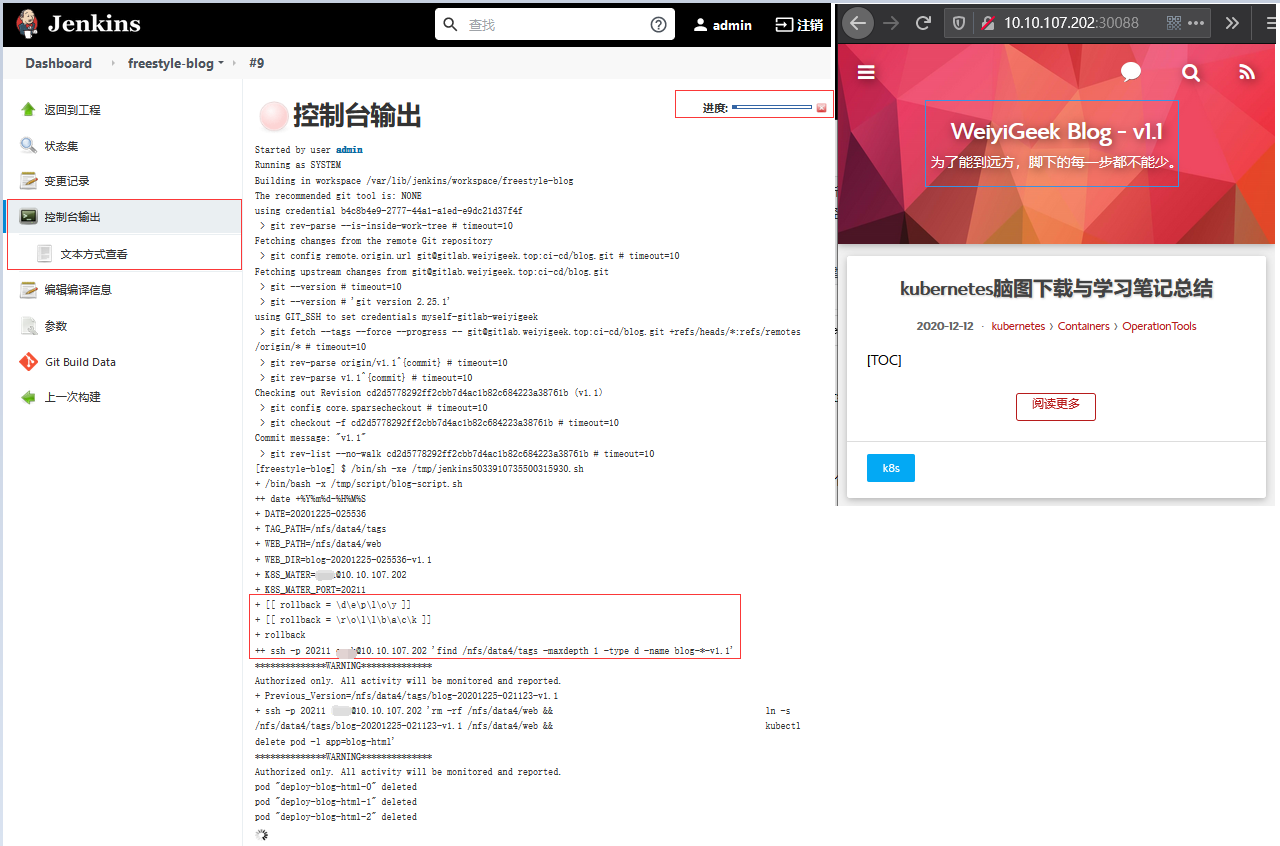 Jenkins
查找
admin
注销
Dashboard
freestyle-blog
#9
返回到工程
状态集
变更记录
控制台输出
文本方式查看
编辑编译信息
参数
Git Build Data
上一次构建
控制台输出
进度:
Started by user admin
Running as SYSTEM
Building in workspace /var/lib/jenkins/workspace/freestyle-blog
The recommended git tool is: NONE
using credential b4c8b4e9-2777-44a1-a1ed-e9dc21d37f4f
> git rev-parse --is-inside-work-tree # timeout=10
Fetching changes from the remote Git repository
> git config remote.origin.url git@gitlab.weiyigeek.top:ci-cd/blog.git # timeout=10
Fetching upstream changes from git@gitlab.weiyigeek.top:ci-cd/blog.git
> git --version # timeout=10
> git --version # 'git version 2.25.1'
using GIT_SSH to set credentials myself-gitlab-weiyigeek
> git fetch --tags --force --progress -- git@gitlab.weiyigeek.top:ci-cd/blog.git +refs/heads/*:refs/remotes
/origin/* # timeout=10
> git rev-parse origin/v1.1^{commit} # timeout=10
> git rev-parse v1.1^{commit} # timeout=10
Checking out Revision cd2d5778292ff2cbb7d4ac1b82c684223a38761b (v1.1)
> git config core.sparsecheckout # timeout=10
> git checkout -f cd2d5778292ff2cbb7d4ac1b82c684223a38761b # timeout=10
Commit message: "v1.1"
> git rev-list --no-walk cd2d5778292ff2cbb7d4ac1b82c684223a38761b # timeout=10
[freestyle-blog] $ /bin/sh -xe /tmp/jenkins5033910735500315930.sh
+ /bin/bash -x /tmp/script/blog-script.sh
++ date +%Y%m%d-%H%M%S
+ DATE=20201225-025536
+ TAG_PATH=/nfs/data4/tags
+ WEB_PATH=/nfs/data4/web
+ WEB_DIR=blog-20201225-025536-v1.1
+ K8S_MATER= @10.10.107.202
+ K8S_MATER_PORT=20211
+ [[ rollback = \d\e\p\l\o\y ]]
+ [[ rollback = \r\o\l\l\b\a\c\k ]]
+ rollback
++ ssh -p 20211 @10.10.107.202 'find /nfs/data4/tags -maxdepth 1 -type d -name blog-*-v1.1'
**************WARNING**************
Authorized only. All activity will be monitored and reported.
+ Previous_Version=/nfs/data4/tags/blog-20201225-021123-v1.1
+ ssh -p 20211 @10.10.107.202 'rm -rf /nfs/data4/web && ln -s
/nfs/data4/tags/blog-20201225-021123-v1.1 /nfs/data4/web && kubectl
delete pod -l app=blog-html'
**************WARNING**************
Authorized only. All activity will be monitored and reported.
pod "deploy-blog-html-0" deleted
pod "deploy-blog-html-1" deleted
pod "deploy-blog-html-2" deleted
10.10.107.202:30088
WeiyiGeek Blog - v1.1
为了能到远方，脚下的每一步都不能少。
kubernetes脑图下载与学习笔记总结
2020-12-12 · kubernetes › Containers › OperationTools
[TOC]
阅读更多
k8s